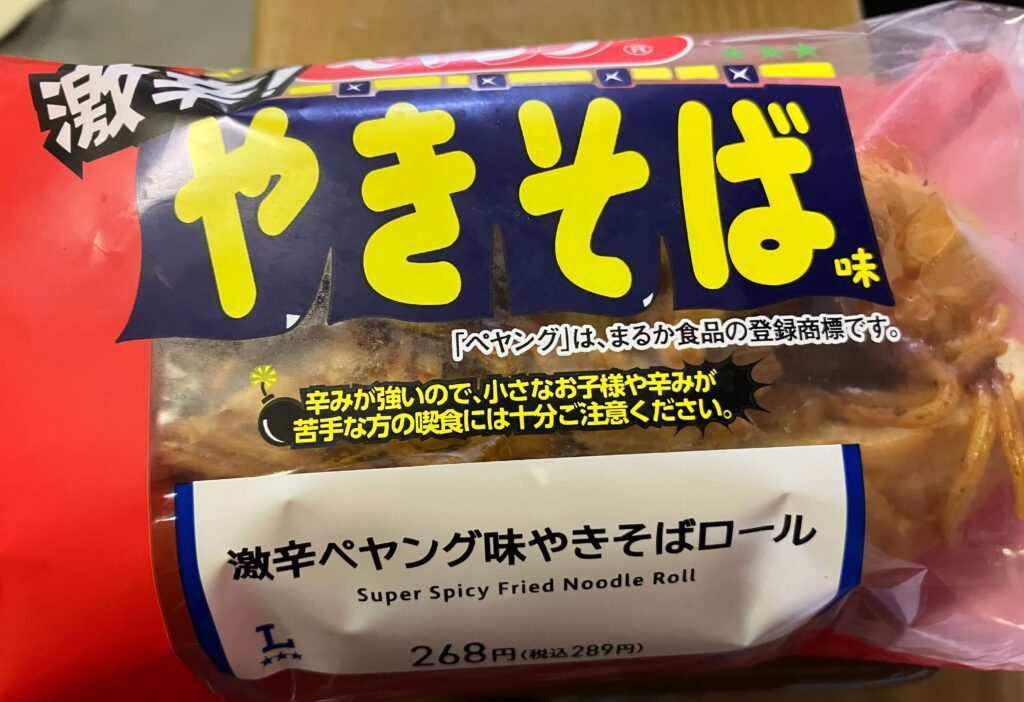 激辛!
ペヤング®
やきそば味
「ペヤング」は、まるか食品の登録商標です。
辛みが強いので、小さなお子様や辛みが
苦手な方の喫食には十分ご注意ください。
激辛ペヤング味やきそばロール
Super Spicy Fried Noodle Roll
L
268円(税込289円)